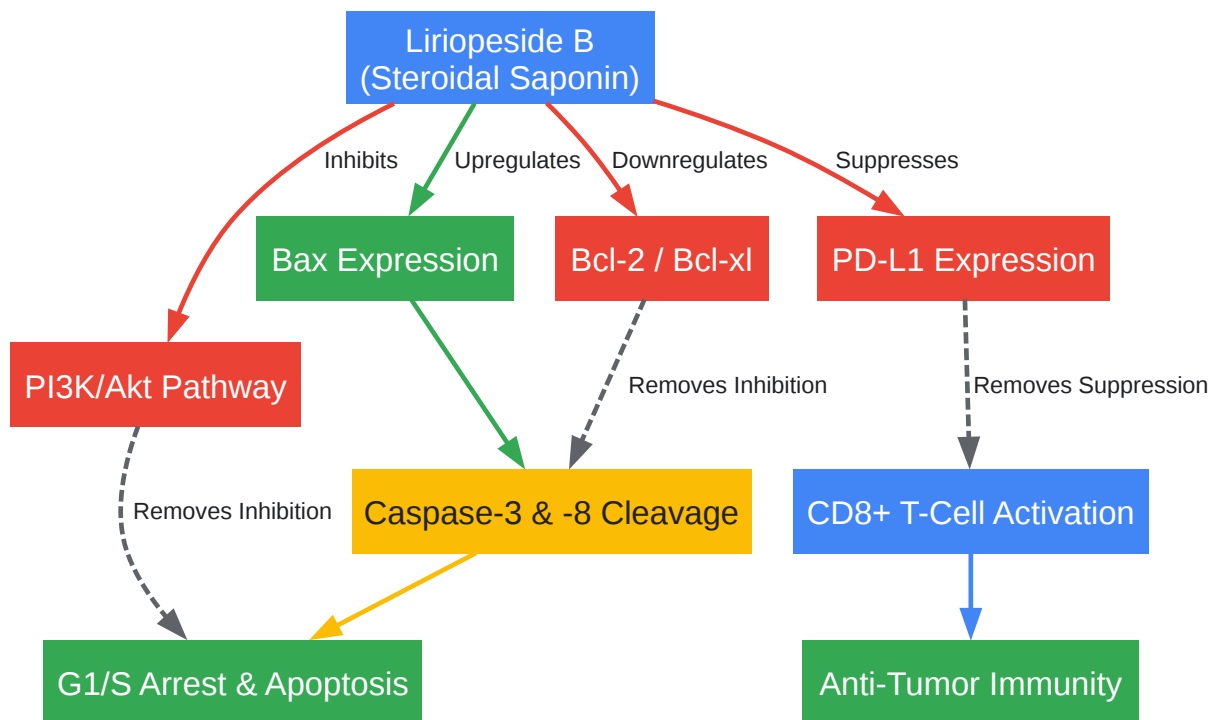 Liriopeside B
(Steroidal Saponin)
Inhibits
Upregulates
Downregulates
Suppresses
Bax Expression
Bcl-2 / Bcl-xl
PD-L1 Expression
PI3K/Akt Pathway
Removes Inhibition
Removes Suppression
Removes Inhibition
Caspase-3 & -8 Cleavage
CD8+ T-Cell Activation
G1/S Arrest & Apoptosis
Anti-Tumor Immunity